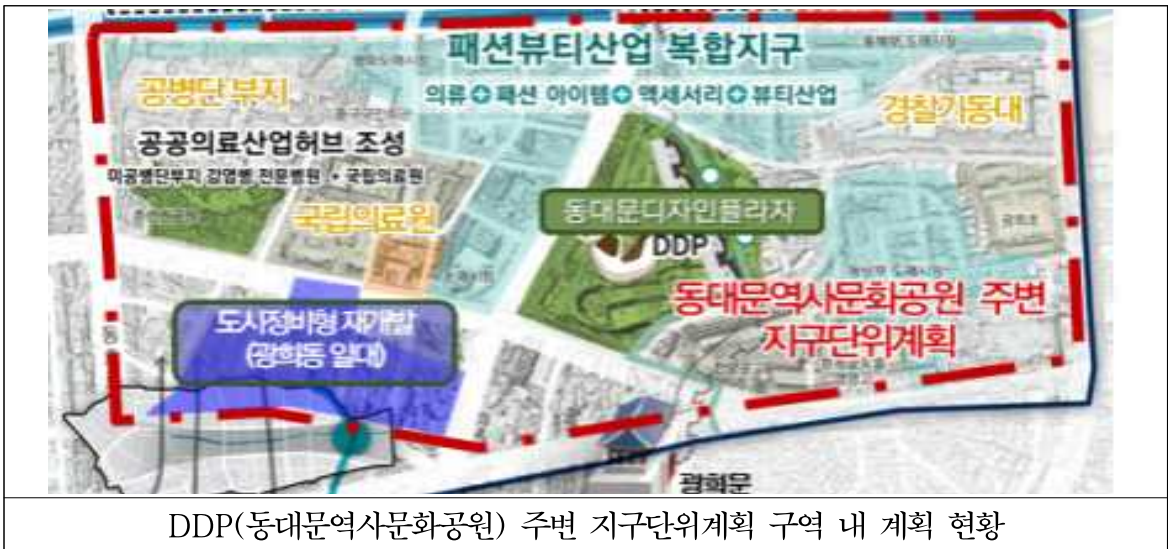 패션뷰티산업 복합지구
의류 + 패션 아이템 + 액세서리 + 뷰티산업
공병단 부지
경찰기동대
공공의료산업허브 조성
미공병단부지 감염병 전문병원 + 국립의료원
국립의료원
동대문디자인플라자
DDP
동대문역사문화공원 주변
지구단위계획
도시정비형 재개발
(광희동 일대)
동
광희문
DDP(동대문역사문화공원) 주변 지구단위계획 구역 내 계획 현황